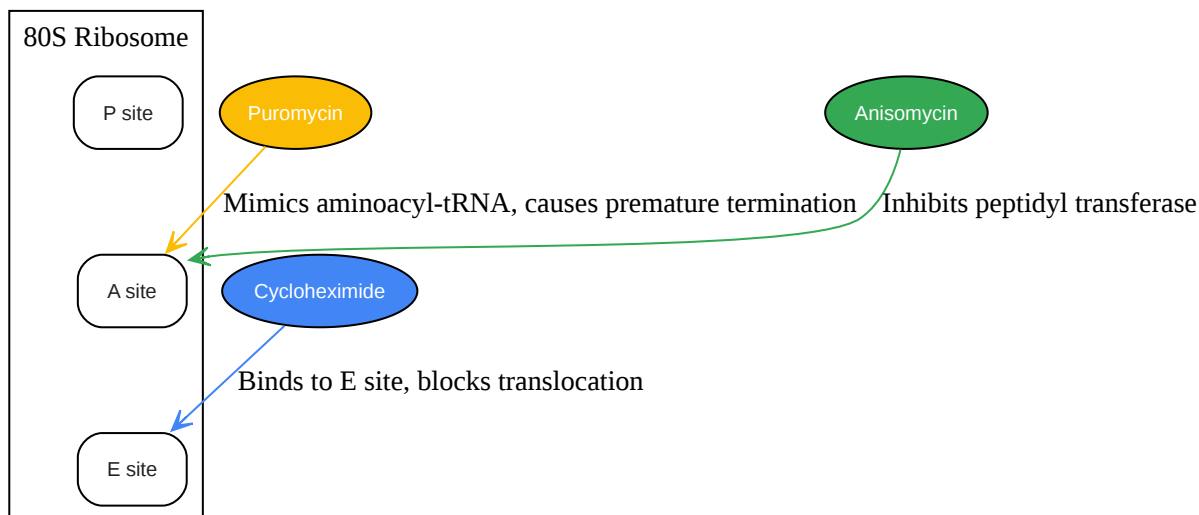 80S Ribosome
P site
Puromycin
Anisomycin
Mimics aminoacyl-tRNA, causes premature termination
Inhibits peptidyl transferase
A site
Cycloheximide
Binds to E site, blocks translocation
E site